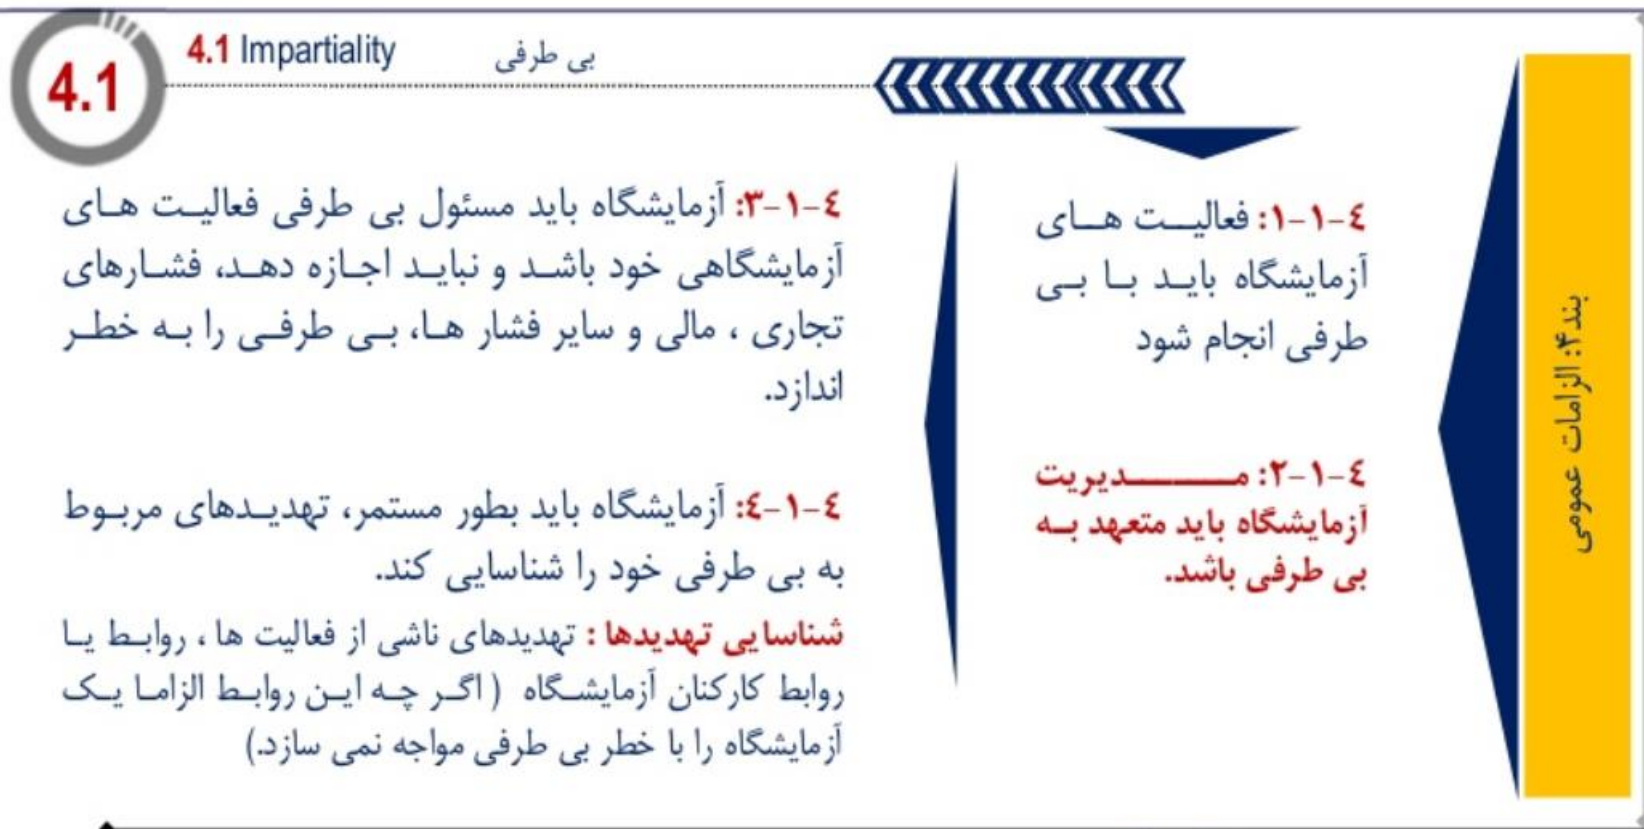 4.1
4.1 Impartiality
بی طرفی
بند۴: الزامات عمومی
٤-١-١: فعالیت های
آزمایشگاه باید با بی
طرفی انجام شود
٤-١-٢: مدیریت
آزمایشگاه باید متعهد به
بی طرفی باشد.
٤-١-٣: آزمایشگاه باید مسئول بی طرفی فعالیت های
آزمایشگاهی خود باشد و نباید اجازه دهد، فشارهای
تجاری ، مالی و سایر فشار ها، بی طرفی را به خطر
اندازد.
٤-١-٤: آزمایشگاه باید بطور مستمر، تهدیدهای مربوط
به بی طرفی خود را شناسایی کند.
شناسایی تهدیدها : تهدیدهای ناشی از فعالیت ها ، روابط یا
روابط کارکنان آزمایشگاه (اگر چه این روابط الزاما یک
آزمایشگاه را با خطر بی طرفی مواجه نمی سازد.)